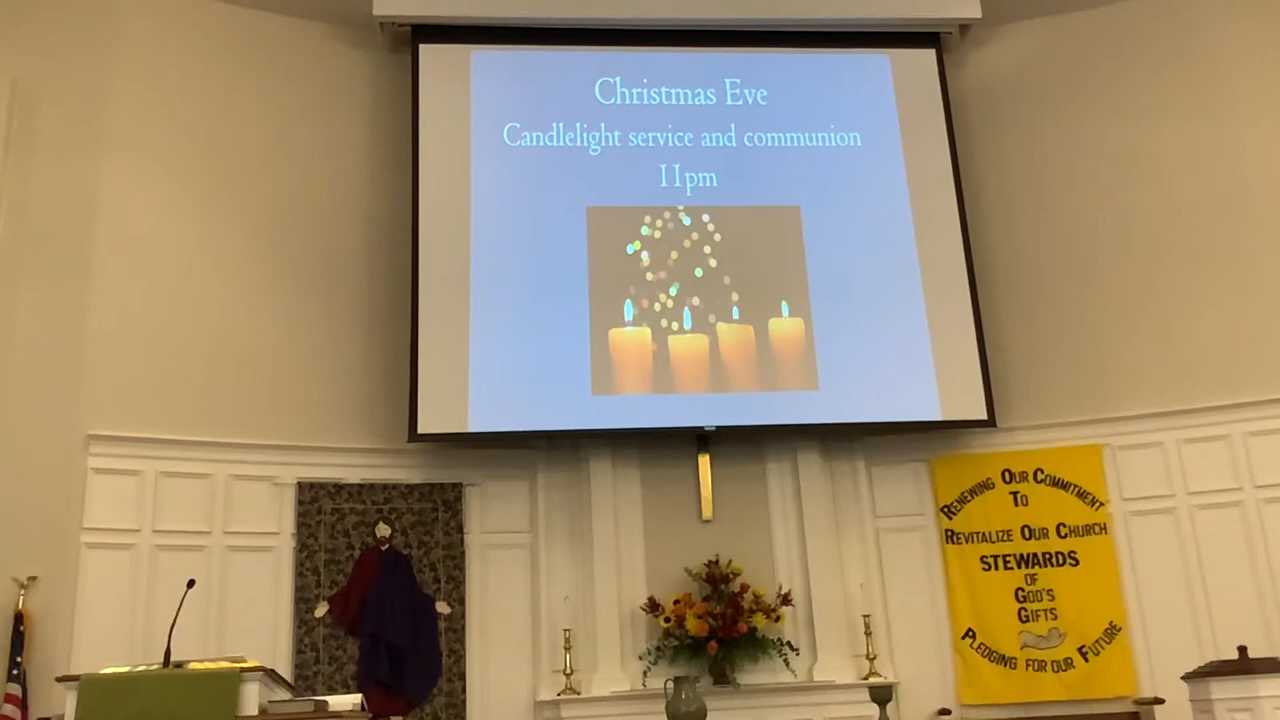 Christmas Eve
Candlelight service and communion
11pm
RENEWING OUR COMMITMENT
TO
REVITALIZE OUR CHURCH
STEWARDS
OF
GOD'S
GIFTS
PLEDGING FOR OUR FUTURE